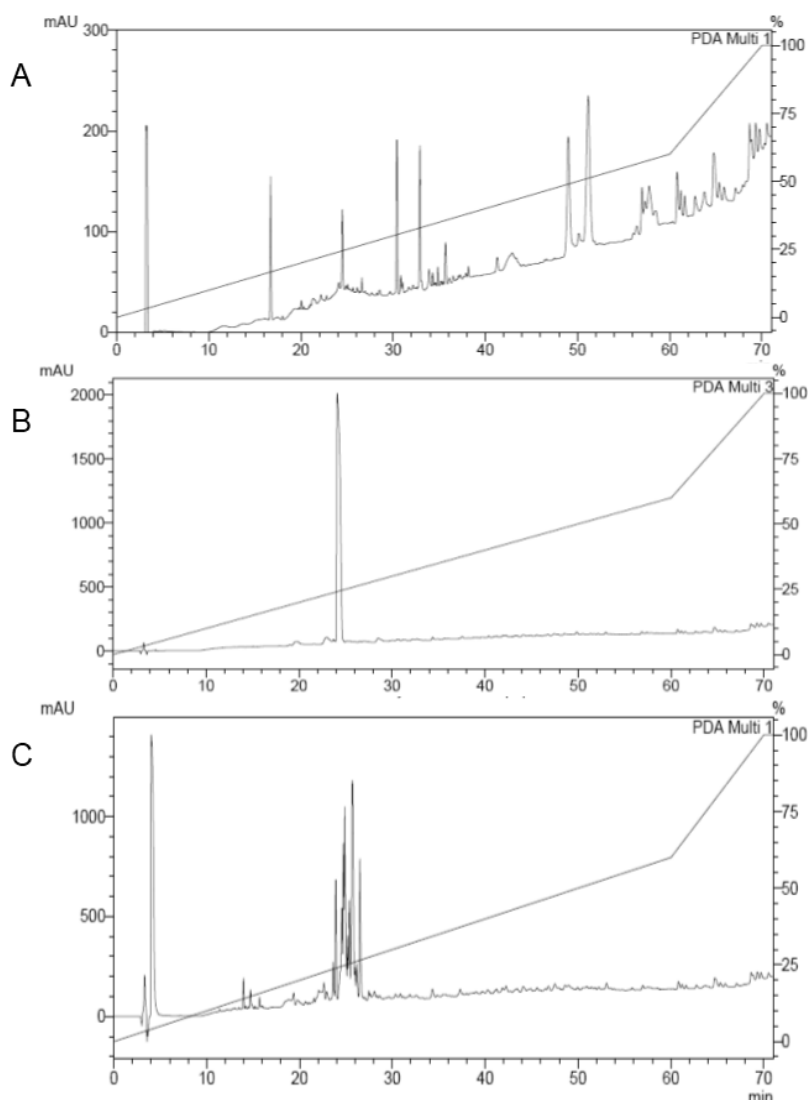 mAU %
300 PDA Multi 1 100
A
75
200
50
100
25
0 0
0 10 20 30 40 50 60 70
mAU %
2000 PDA Multi 3 100
B
1500 75
1000 50
500 25
0 0
0 10 20 30 40 50 60 70
mAU %
PDA Multi 1 100
C
1000 75
500 50
25
0
0
0 10 20 30 40 50 60 70
min